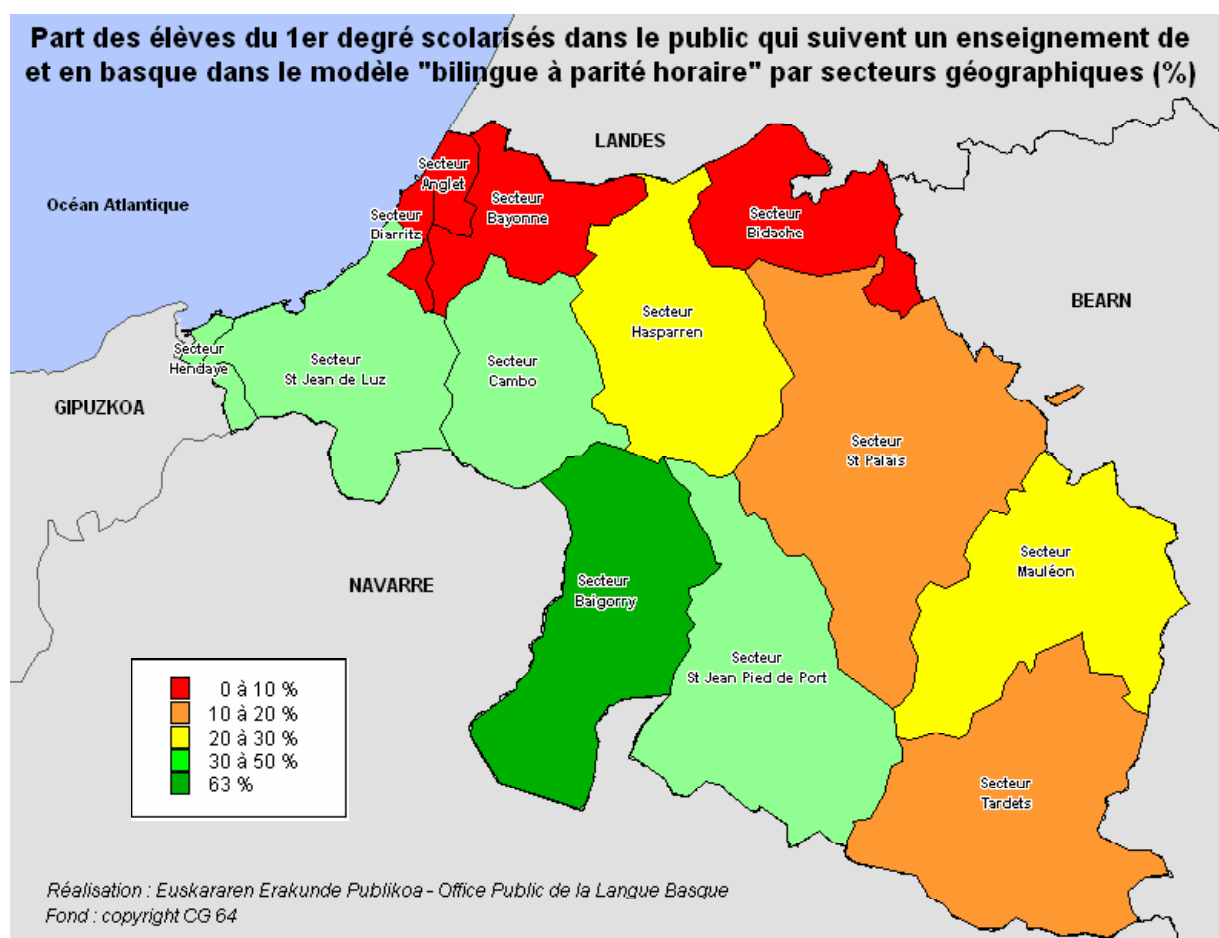 Part des élèves du 1er degré scolarisés dans le public qui suivent un enseignement de
et en basque dans le modèle "bilingue à parité horaire" par secteurs géographiques (%)
LANDES
Océan Atlantique
Secteur
Anglet
Secteur
Bayonne
Secteur
Diarritz
Secteur
Bidache
BEARN
Secteur
Hasparren
Secteur
Hendaye
Secteur
St Jean de Luz
Secteur
Cambo
GIPUZKOA
Secteur
St Palais
Secteur
Mauléon
NAVARRE
Secteur
Baigorry
Secteur
St Jean Pied de Port
Secteur
Tardets
0 à 10 %
10 à 20 %
20 à 30 %
30 à 50 %
63 %
Réalisation : Euskararen Erakunde Publikoa - Office Public de la Langue Basque
Fond : copyright CG 64